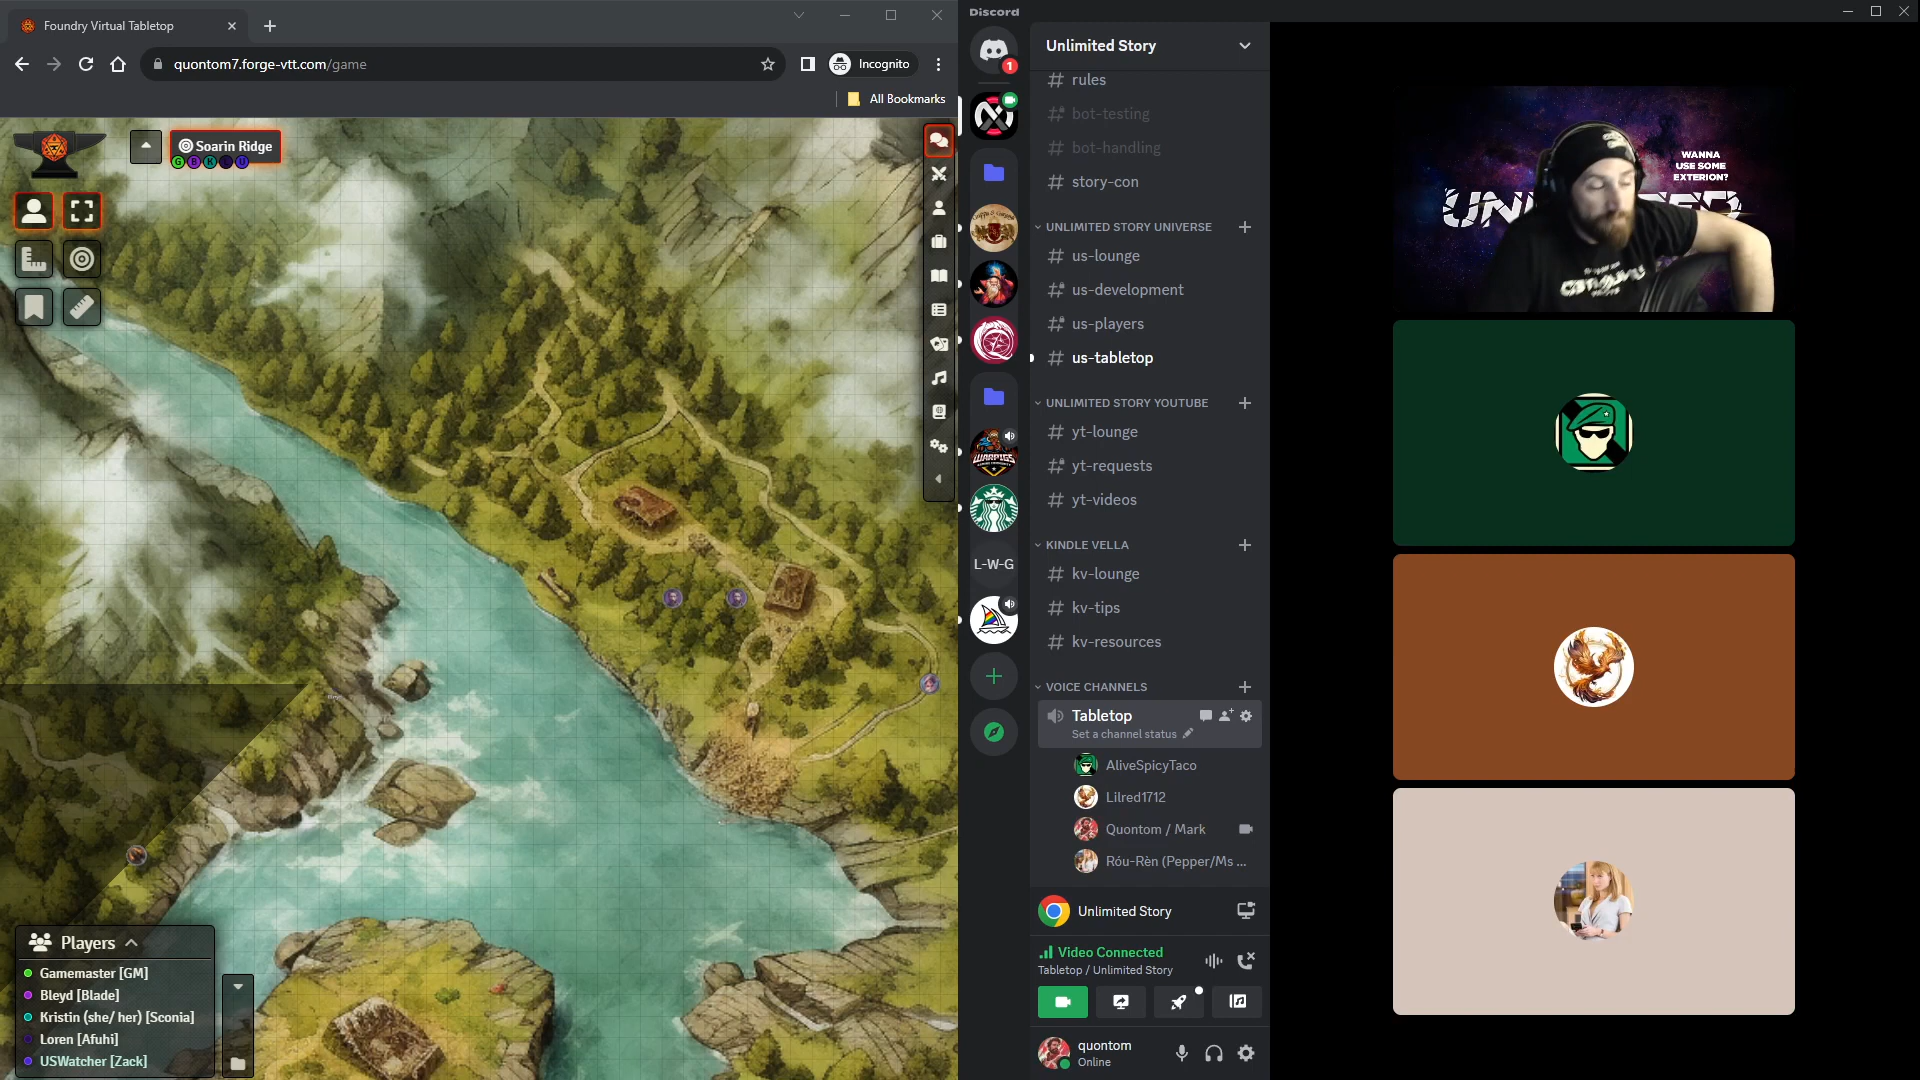 Foundry Virtual Tabletop
quontom7.forge-vtt.com/game
Incognito
All Bookmarks
Soarin Ridge
G B K L U
Players
Gamemaster [GM]
Bleyd [Blade]
Kristin (she/ her) [Sconia]
Loren [Afuhi]
USWatcher [Zack]
Discord
1
WARPIGS
L-W-G
Unlimited Story
rules
bot-testing
bot-handling
story-con
UNLIMITED STORY UNIVERSE
us-lounge
us-development
us-players
us-tabletop
UNLIMITED STORY YOUTUBE
yt-lounge
yt-requests
yt-videos
KINDLE VELLA
kv-lounge
kv-tips
kv-resources
VOICE CHANNELS
Tabletop
Set a channel status
AliveSpicyTaco
Lilred1712
Quontom / Mark
Róu-Rèn (Pepper/Ms ...
Unlimited Story
Video Connected
Tabletop / Unlimited Story
quontom
Online
WANNA
USE SOME
EXTERION?